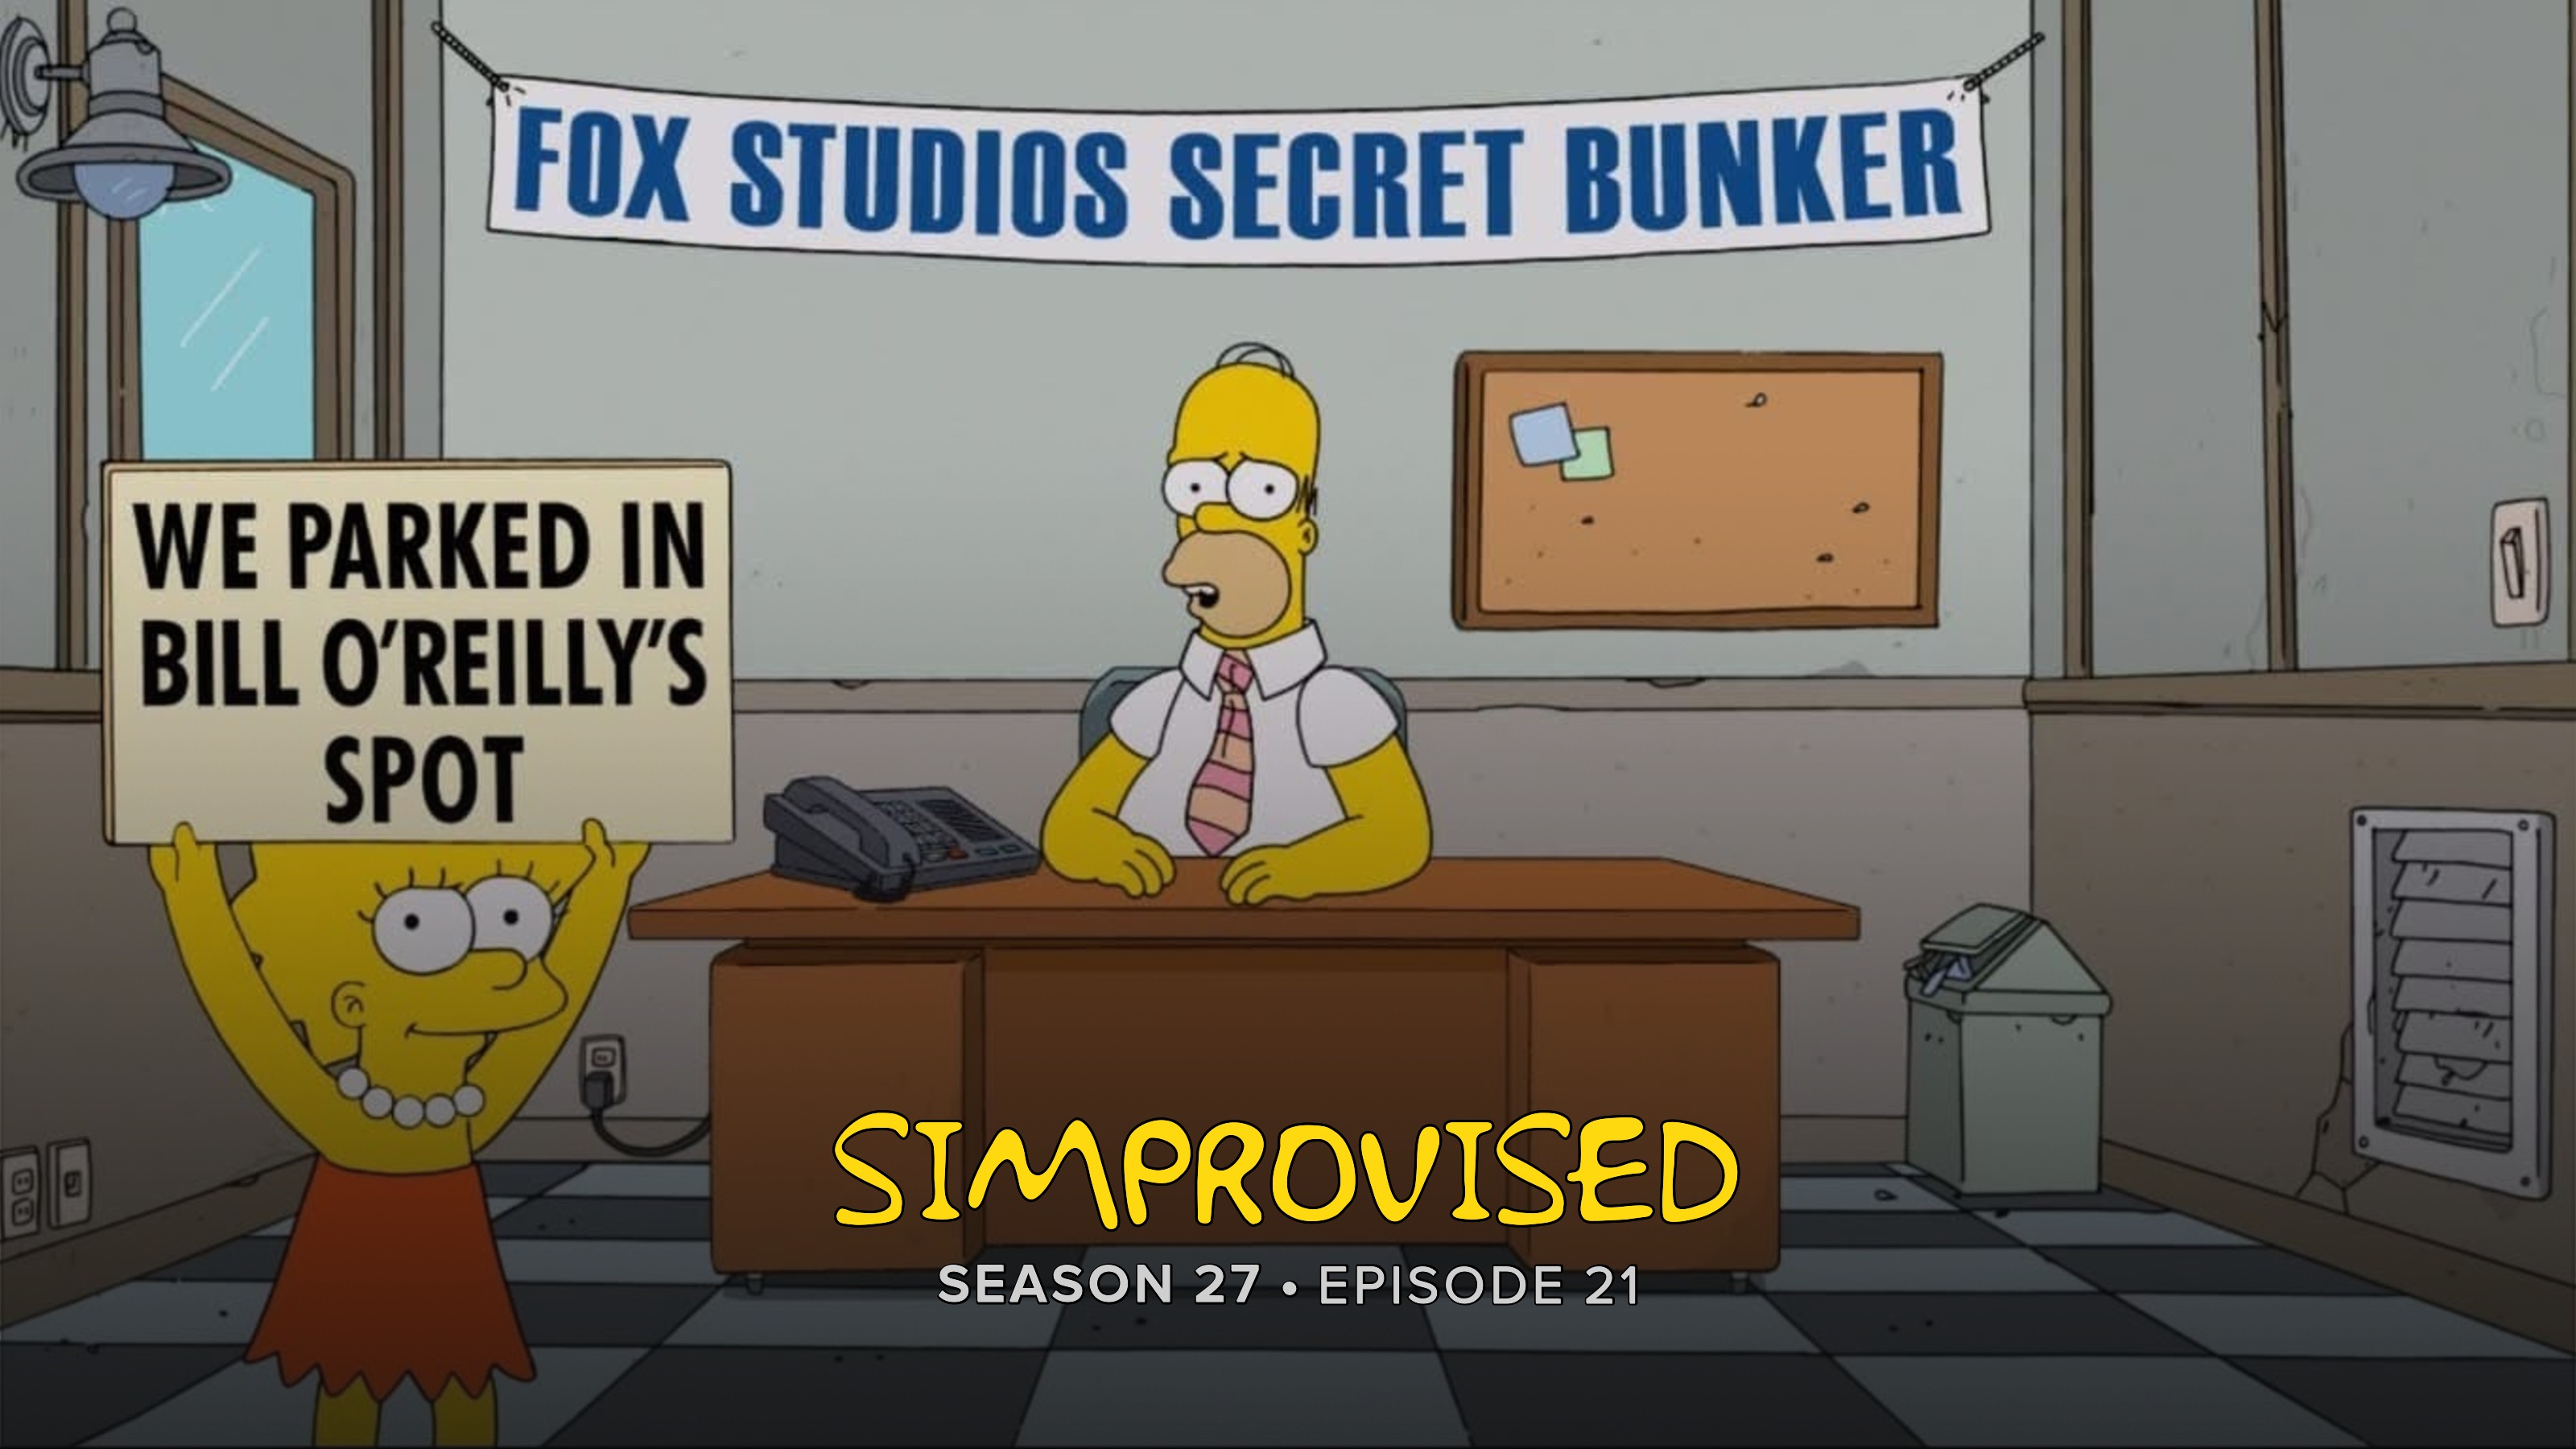 FOX STUDIOS SECRET BUNKER
WE PARKED IN
BILL O'REILLY'S
SPOT
SIMPROVISED
SEASON 27 • EPISODE 21